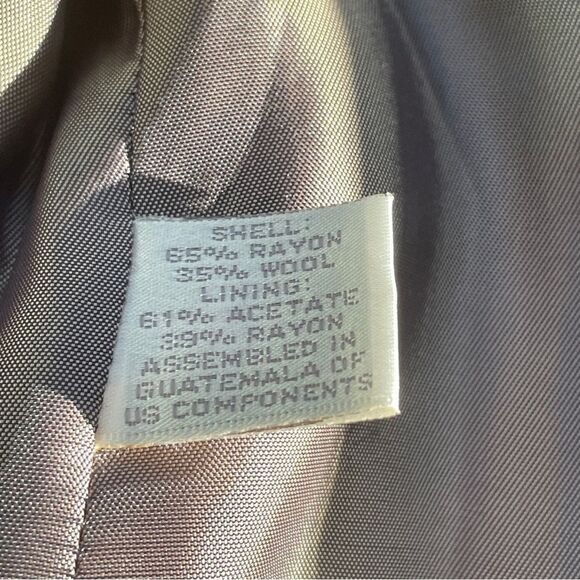 SHELL:
65% RAYON
35% WOOL
LINING:
61% ACETATE
39% RAYON
ASSEMBLED IN
GUATEMALA OF
US COMPONENTS